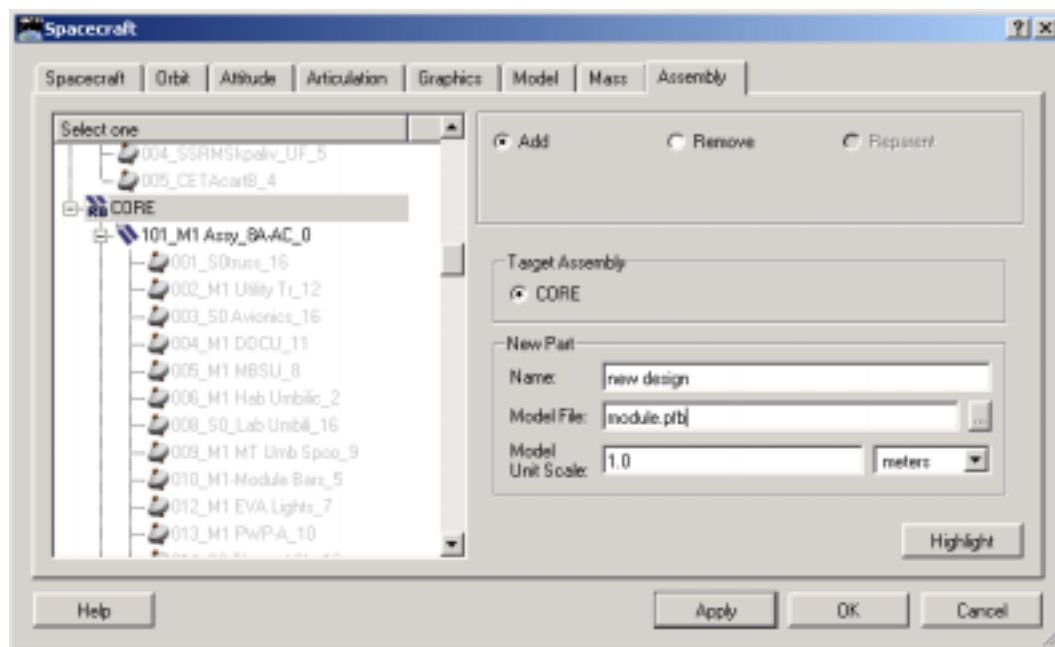 Spacecraft
Spacecraft Orbit Attitude Articulation Graphics Model Mass Assembly
Select one
004_SSRMSkpaliv_UF_5
005_CETAcartB_4
CORE
101_M1 Assy_8A-AC_0
001_S0truss_16
002_M1 Utility Tr_12
003_S0 Avionics_16
004_M1 DDCU_11
005_M1 MBSU_8
006_M1 Hab Umbilic_2
008_S0_Lab Umbili_16
009_M1 MT Umb Spoo_9
010_M1-Module Bars_5
012_M1 EVA Lights_7
013_M1 PWP-A_10
Add Remove Reparent
Target Assembly
CORE
New Part
Name: new design
Model File: module.pfb ...
Model
Unit Scale: 1.0 meters
Highlight
Help Apply OK Cancel